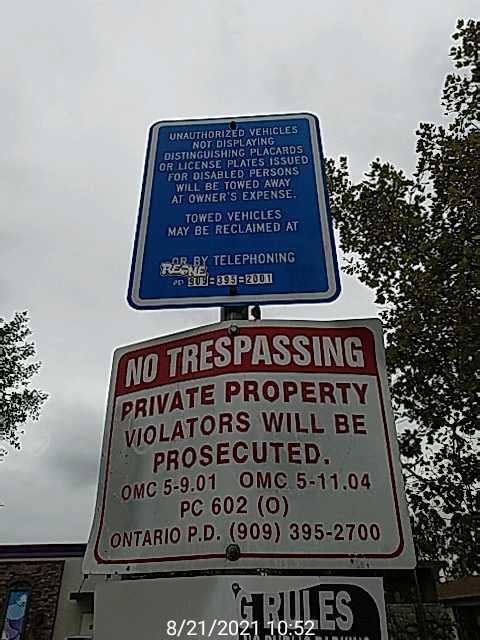 UNAUTHORIZED VEHICLES
NOT DISPLAYING
DISTINGUISHING PLACARDS
OR LICENSE PLATES ISSUED
FOR DISABLED PERSONS
WILL BE TOWED AWAY
AT OWNER'S EXPENSE.
TOWED VEHICLES
MAY BE RECLAIMED AT
OR BY TELEPHONING
909-395-2001
NO TRESPASSING
PRIVATE PROPERTY
VIOLATORS WILL BE
PROSECUTED.
OMC 5-9.01 OMC 5-11.04
PC 602 (O)
ONTARIO P.D. (909) 395-2700
G RULES
8/21/2021 10:52